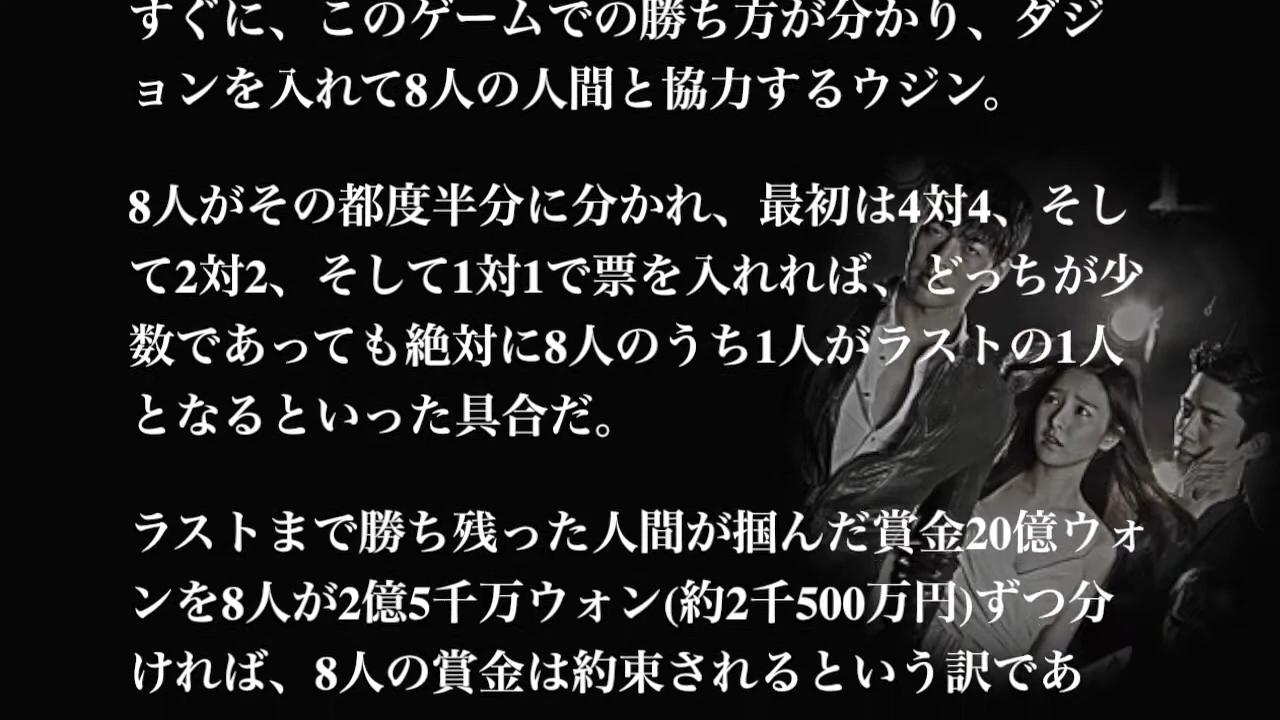 すぐに、このゲームでの勝ち方が分かり、ダジ
ョンを入れて8人の人間と協力するウジン。
8人がその都度半分に分かれ、最初は4対4、そし
て2対2、そして1対1で票を入れれば、どっちが少
数であっても絶対に8人のうち1人がラストの1人
となるといった具合だ。
ラストまで勝ち残った人間が掴んだ賞金20億ウォ
ンを8人が2億5千万ウォン(約2千500万円)ずつ分
ければ、8人の賞金は約束されるという訳であ